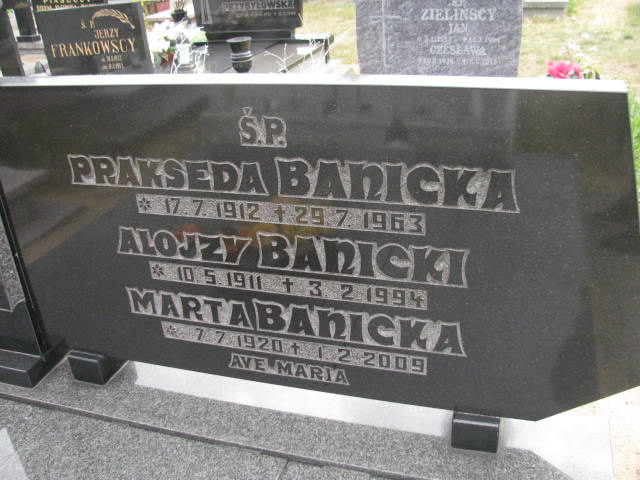 Ś.P.
PRAKSEDA BANICKA
* 17.7.1912 + 29.7.1963
ALOJZY BANICKI
* 10.5.1911 + 3.2.1994
MARTA BANICKA
* 7.7.1920 + 1.2.2009
AVE MARIA
Ś. P.
JERZY
FRANKOWSCY
ZIELIŃSCY
JAN
CZESŁAWA